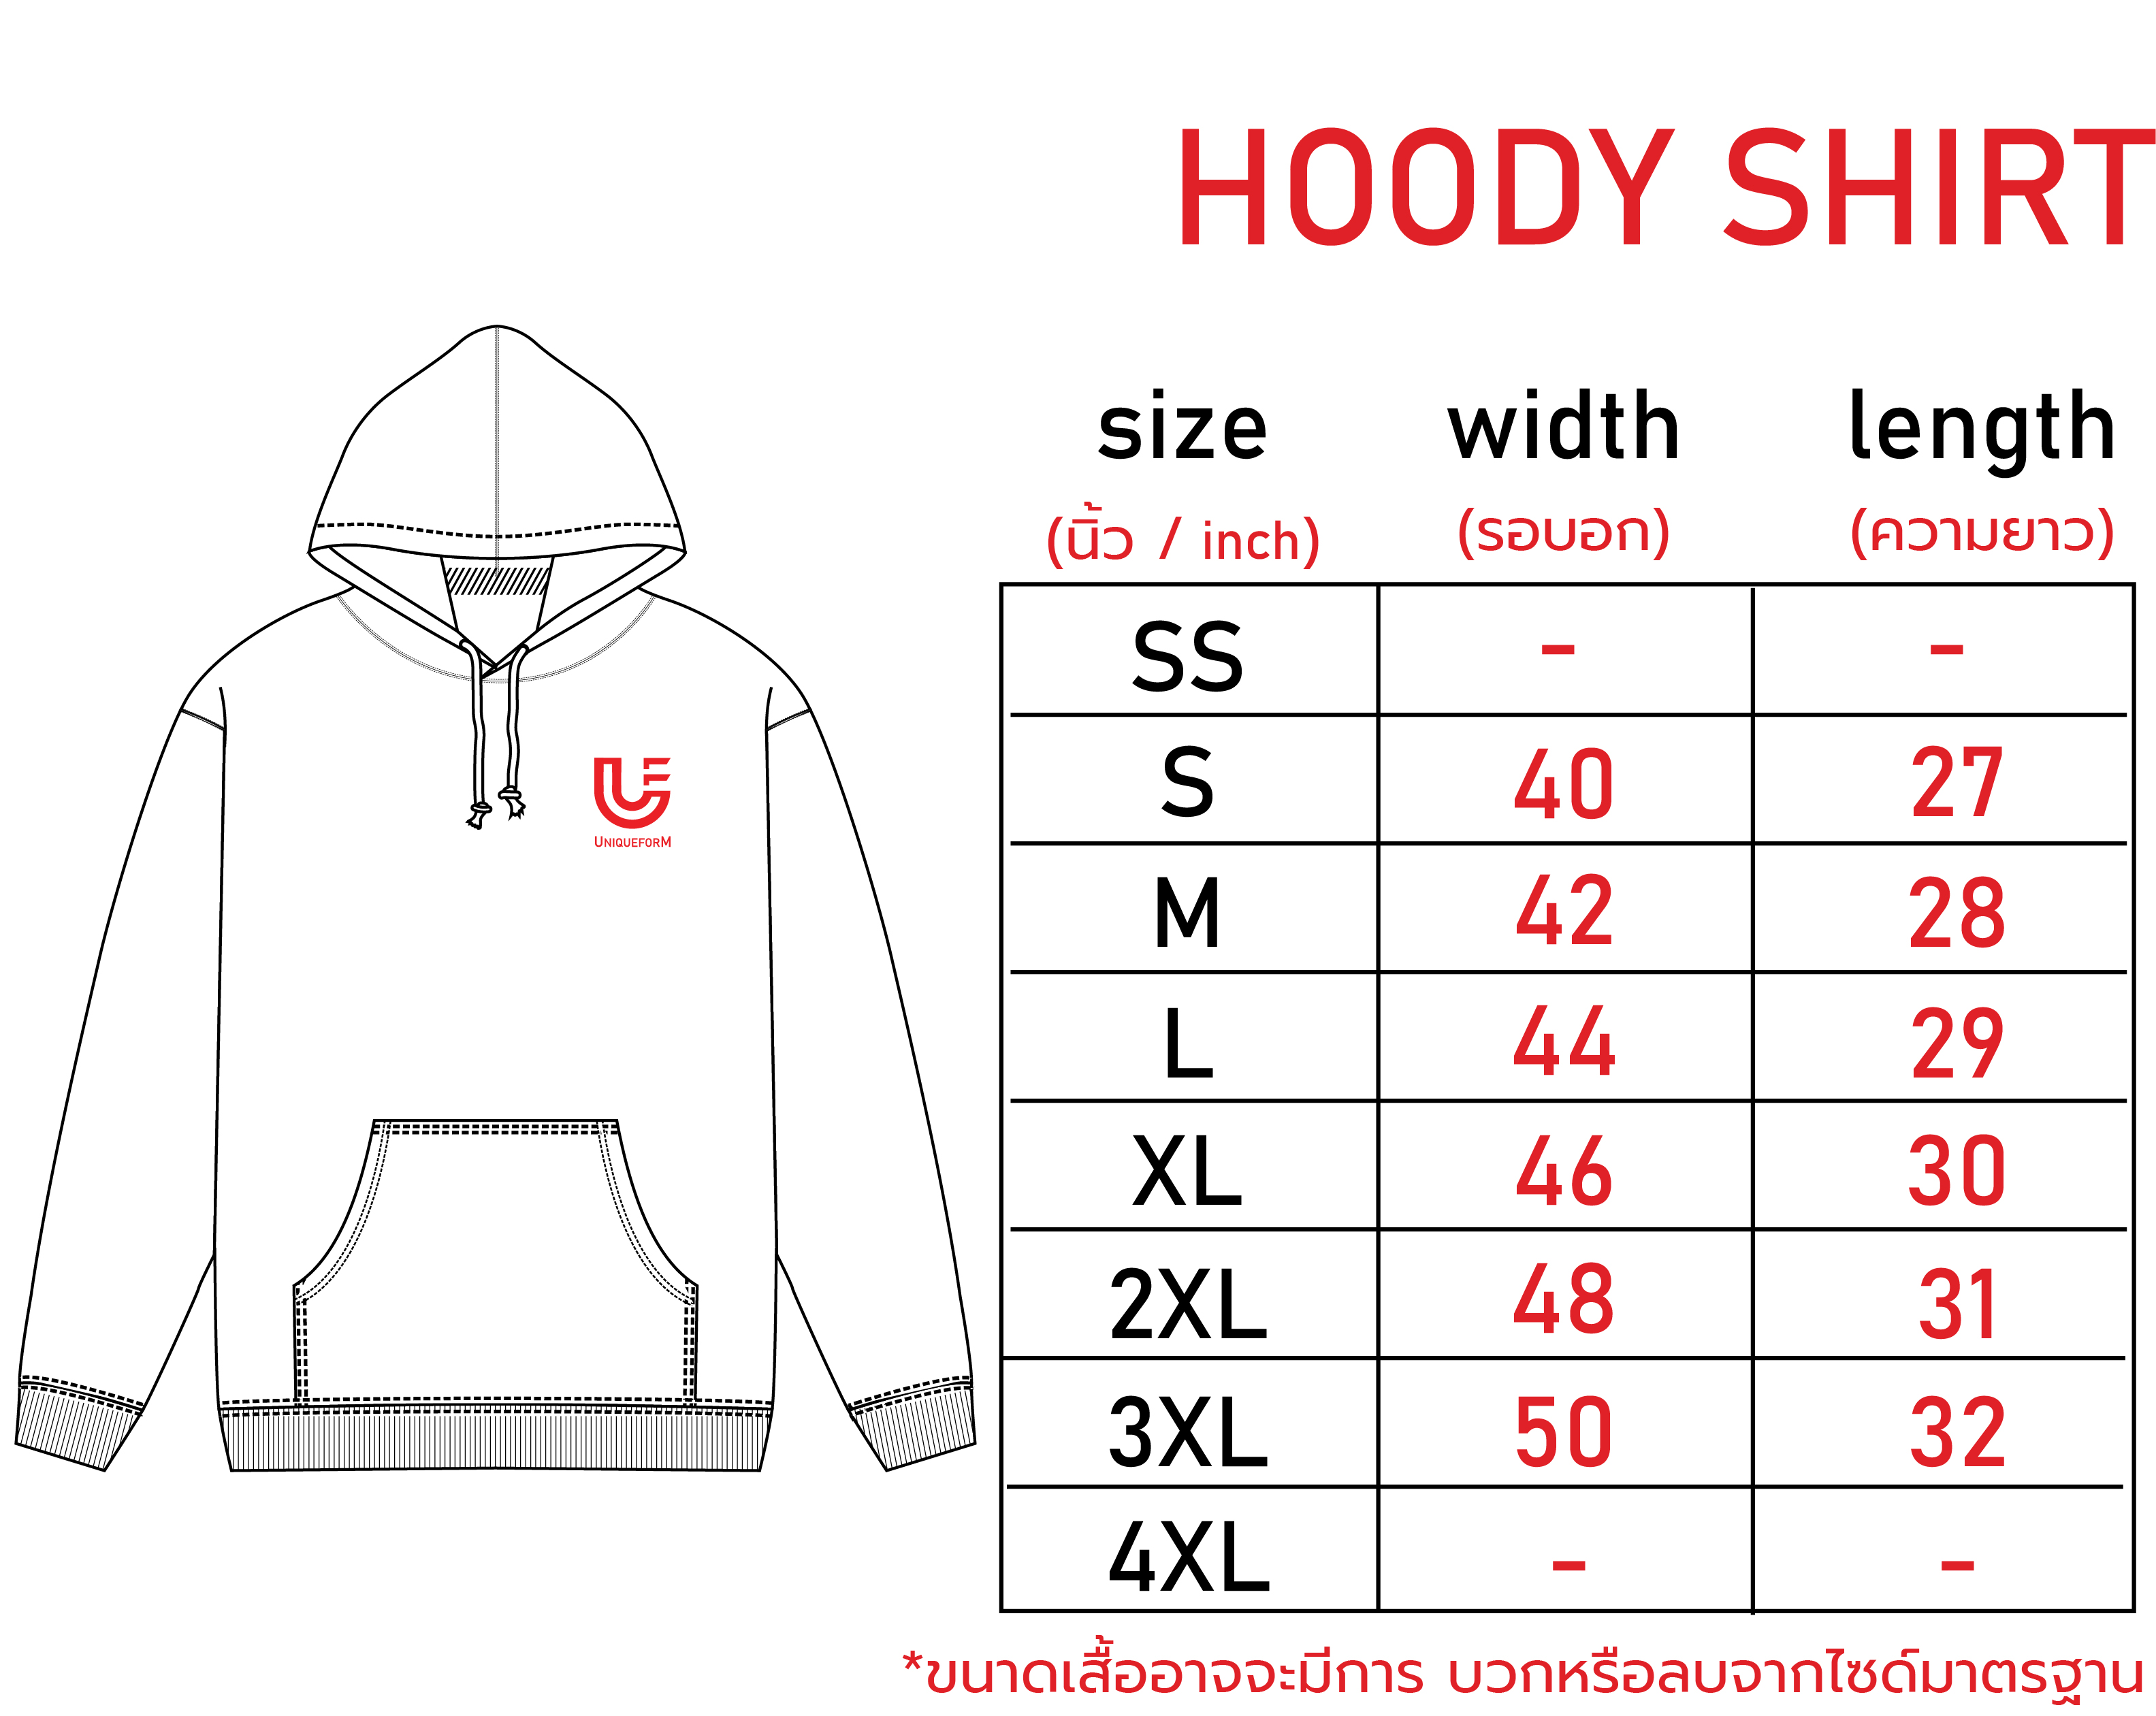 HOODY SHIRT
size width length
(นิ้ว / inch) (รอบอก) (ความยาว)
SS - -
S 40 27
M 42 28
L 44 29
XL 46 30
2XL 48 31
3XL 50 32
4XL - -
UNIQUEFORM
*ขนาดเสื้ออาจจะมีการ บวกหรือลบจากไซด์มาตรฐาน